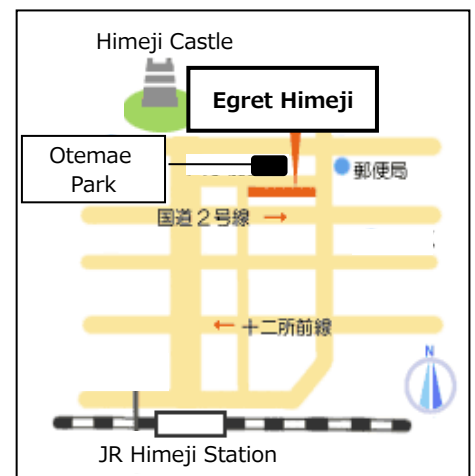 Himeji Castle
Egret Himeji
Otemae
Park
郵便局
国道2号線 →
← 十二所前線
N
JR Himeji Station